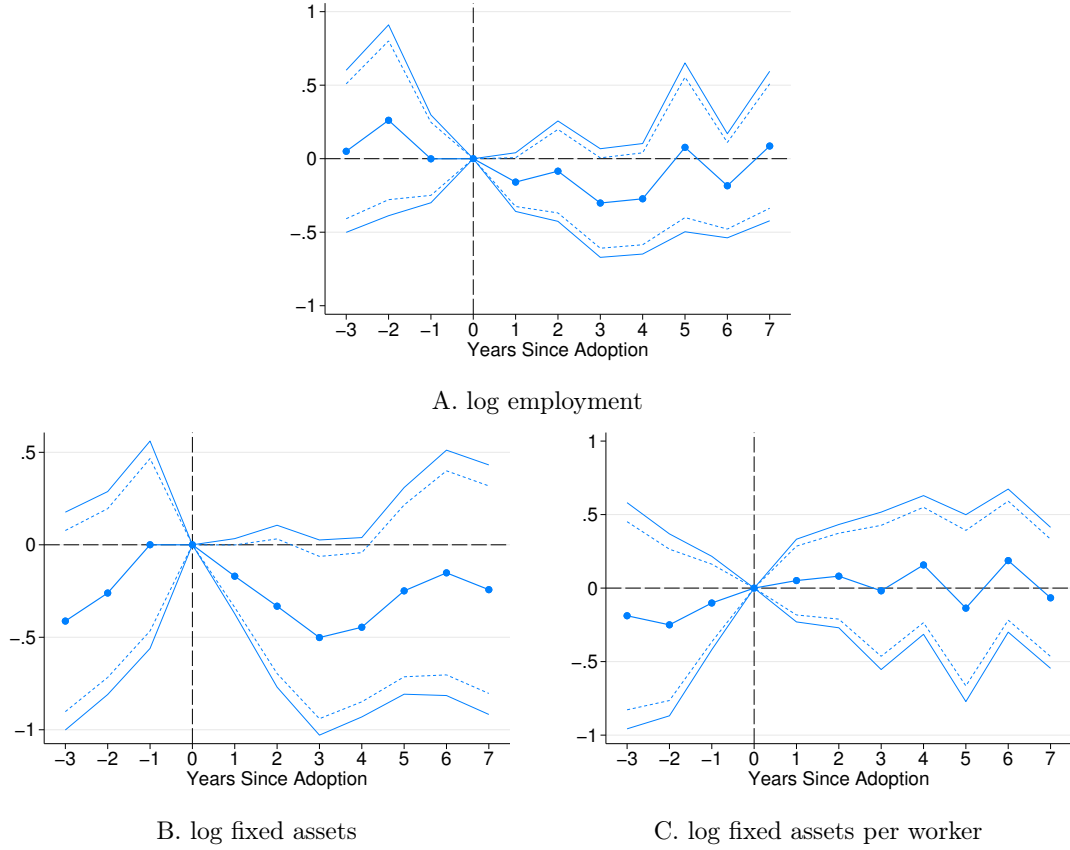 1
.5
0
−.5
−1
−3 −2 −1 0 1 2 3 4 5 6 7
Years Since Adoption
A. log employment
.5
0
−.5
−1
−3 −2 −1 0 1 2 3 4 5 6 7
Years Since Adoption
B. log fixed assets
1
.5
0
−.5
−1
−3 −2 −1 0 1 2 3 4 5 6 7
Years Since Adoption
C. log fixed assets per worker